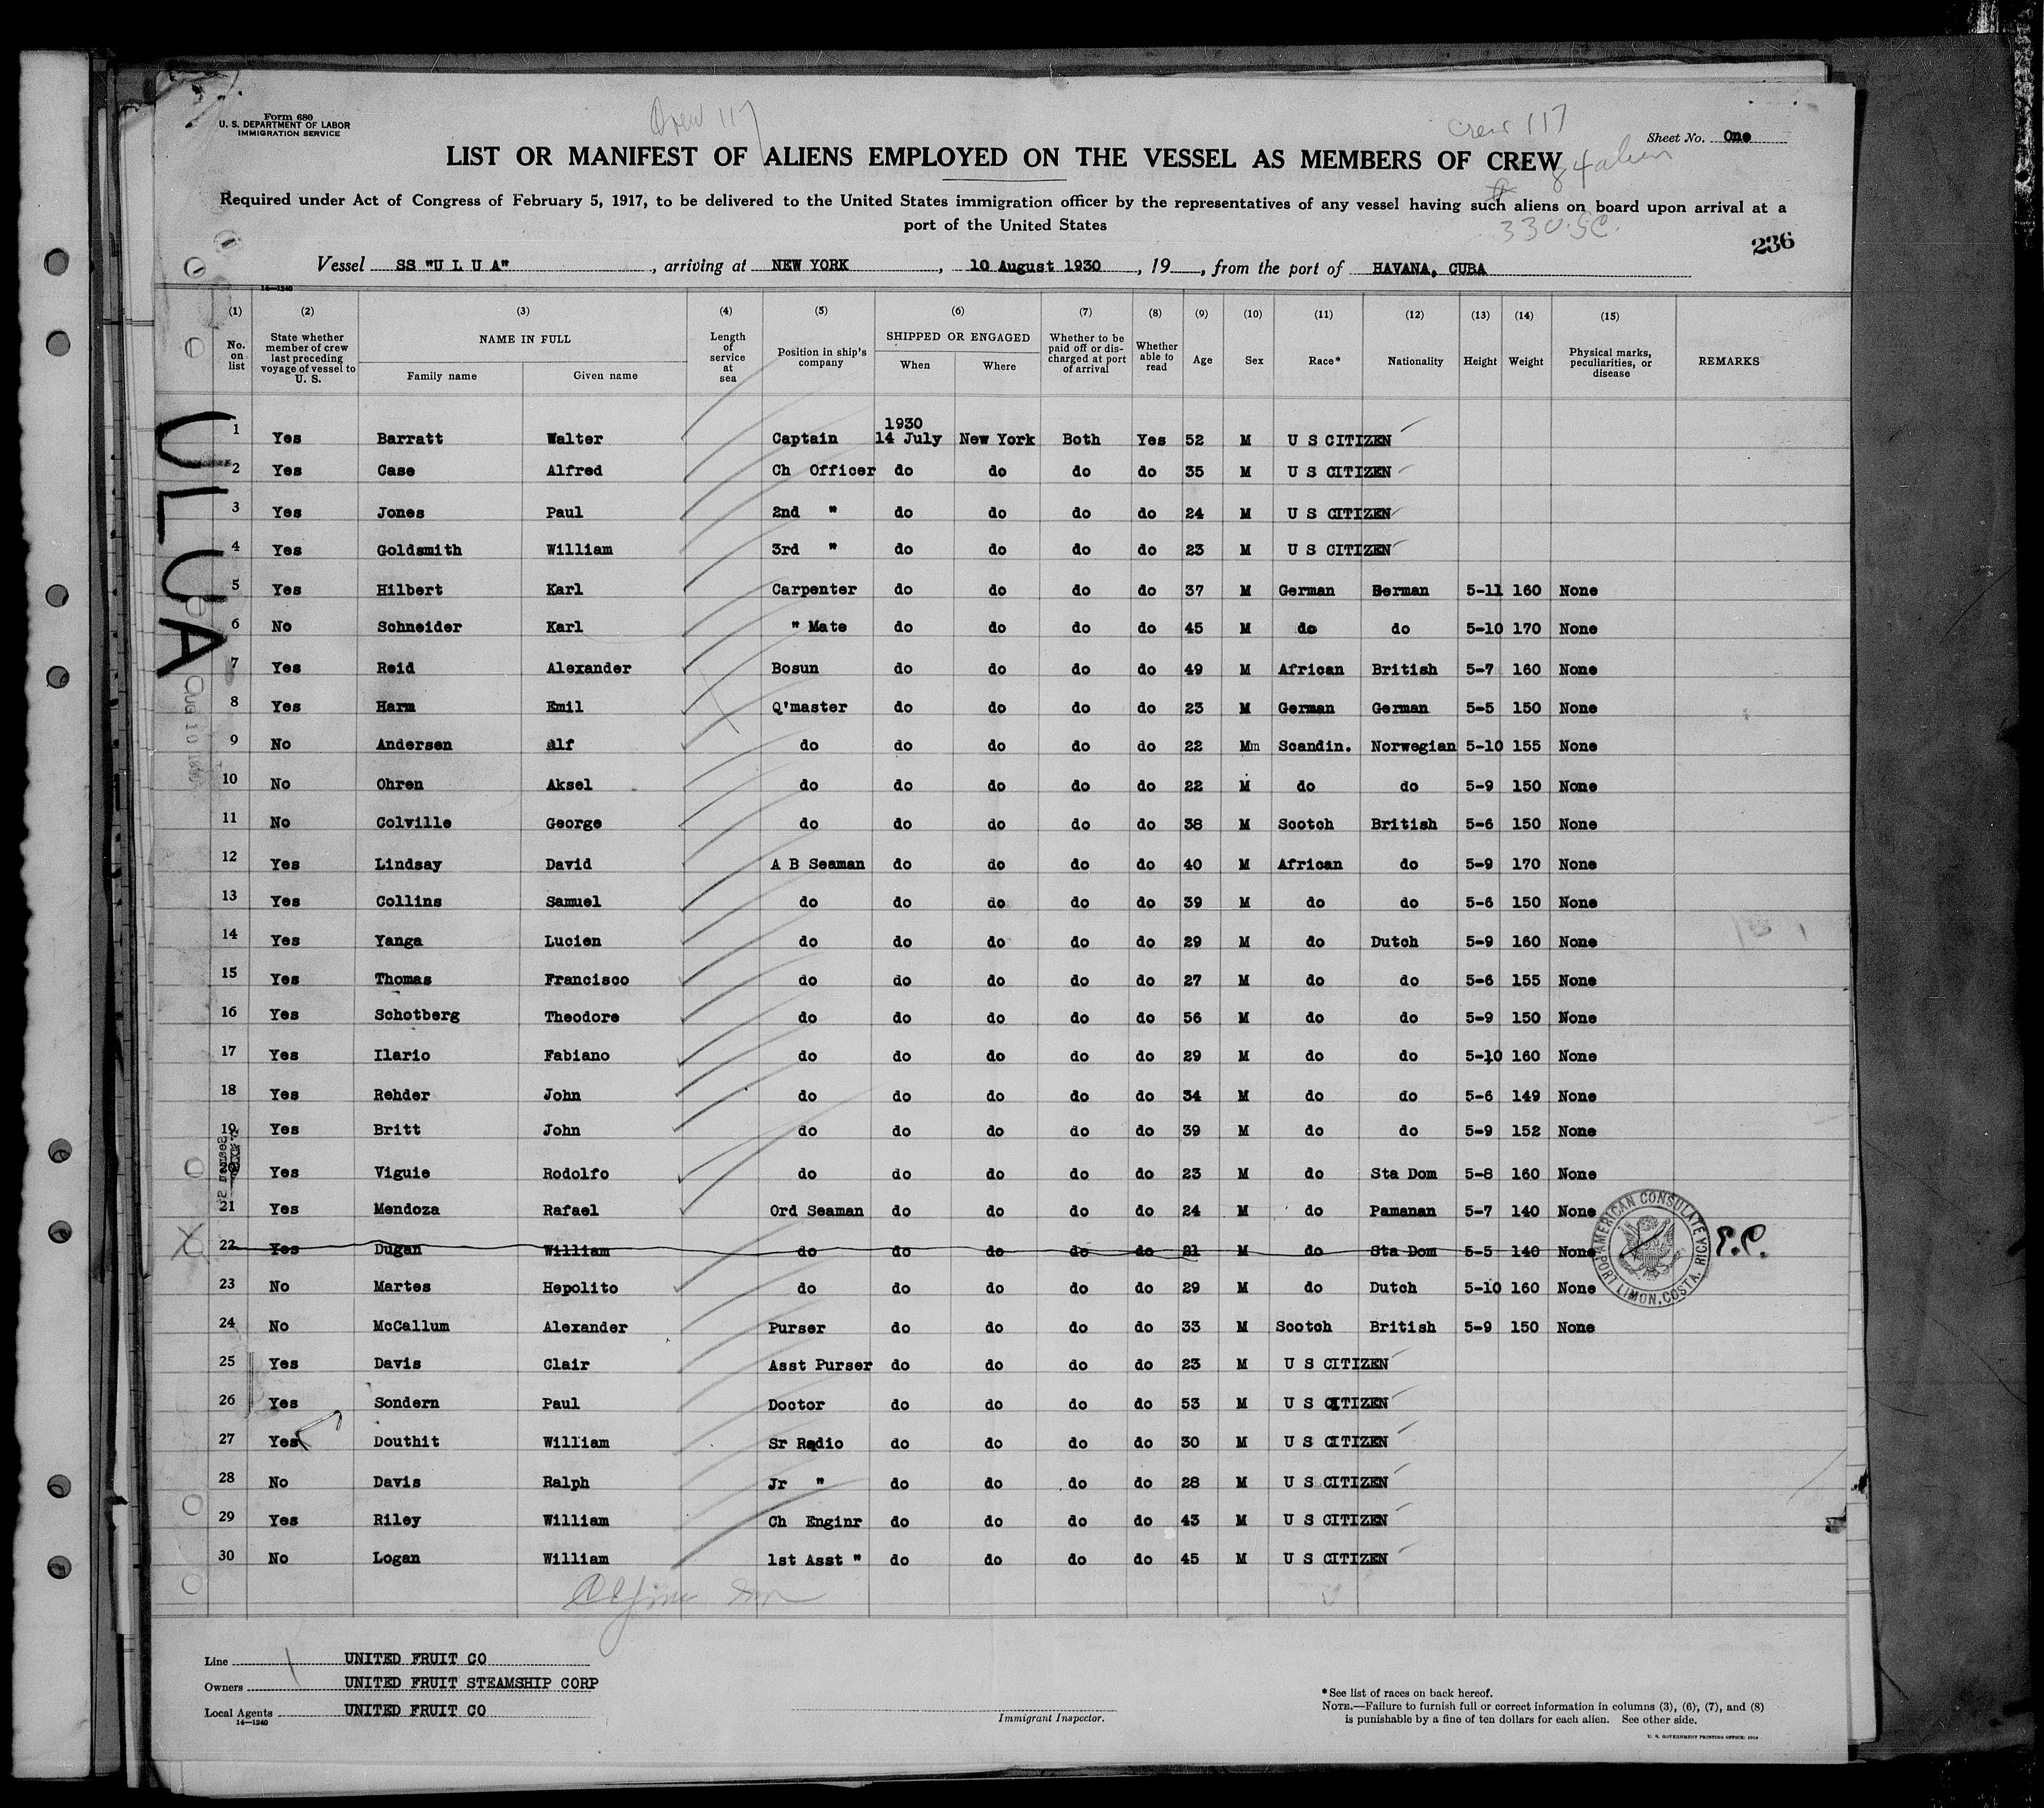 Form 680
U. S. DEPARTMENT OF LABOR
IMMIGRATION SERVICE
Crew 117
Crew 117
Sheet No. One
LIST OR MANIFEST OF ALIENS EMPLOYED ON THE VESSEL AS MEMBERS OF CREW
84 alien
Required under Act of Congress of February 5, 1917, to be delivered to the United States immigration officer by the representatives of any vessel having such aliens on board upon arrival at a
port of the United States
33 U.S.C.
236
Vessel SS "U L U A" , arriving at NEW YORK , 10 August 1930 , 19 , from the port of HAVANA, CUBA
14—1240
(1) (2) (3) (4) (5) (6) (7) (8) (9) (10) (11) (12) (13) (14) (15)
No. on list State whether member of crew last preceding voyage of vessel to U. S. NAME IN FULL Family name Given name Length of service at sea Position in ship's company SHIPPED OR ENGAGED When Where Whether to be paid off or discharged at port of arrival Whether able to read Age Sex Race* Nationality Height Weight Physical marks, peculiarities, or disease REMARKS
ULUA
Aug 10 1930
1930
1 Yes Barratt Walter Captain 14 July New York Both Yes 52 M U S CITIZEN
2 Yes Case Alfred Ch Officer do do do do 35 M U S CITIZEN
3 Yes Jones Paul 2nd " do do do do 24 M U S CITIZEN
4 Yes Goldsmith William 3rd " do do do do 23 M U S CITIZEN
5 Yes Hilbert Karl Carpenter do do do do 37 M German German 5-11 160 None
6 No Schneider Karl " Mate do do do do 45 M do do 5-10 170 None
7 Yes Reid Alexander Bosun do do do do 49 M African British 5-7 160 None
8 Yes Harm Emil Q'master do do do do 23 M German German 5-5 150 None
9 No Andersen Alf do do do do do 22 Mm Scandin. Norwegian 5-10 155 None
10 No Ohren Aksel do do do do do 22 M do do 5-9 150 None
11 No Colville George do do do do do 38 M Scotch British 5-6 150 None
12 Yes Lindsay David A B Seaman do do do do 40 M African do 5-9 170 None
13 Yes Collins Samuel do do do do do 39 M do do 5-6 150 None
14 Yes Yanga Lucien do do do do do 29 M do Dutch 5-9 160 None
15 Yes Thomas Francisco do do do do do 27 M do do 5-6 155 None
16 Yes Schotberg Theodore do do do do do 56 M do do 5-9 150 None
17 Yes Ilario Fabiano do do do do do 29 M do do 5-10 160 None
18 Yes Rehder John do do do do do 34 M do do 5-6 149 None
19 Yes Britt John do do do do do 39 M do do 5-9 152 None
Yes Viguie Rodolfo do do do do do 23 M do Sta Dom 5-8 160 None
21 Yes Mendoza Rafael Ord Seaman do do do do 24 M do Pamanan 5-7 140 None
22 Yes Dugan William do do do do do 21 M do Sta Dom 5-5 140 None
AMERICAN CONSULATE PORT LIMON, COSTA RICA
E.C.
23 No Martes Hepolito do do do do do 29 M do Dutch 5-10 160 None
24 No McCallum Alexander Purser do do do do 33 M Scotch British 5-9 150 None
25 Yes Davis Clair Asst Purser do do do do 23 M U S CITIZEN
26 Yes Sondern Paul Doctor do do do do 53 M U S CITIZEN
27 Yes Douthit William Sr Radio do do do do 30 M U S CITIZEN
28 No Davis Ralph Jr " do do do do 28 M U S CITIZEN
29 Yes Riley William Ch Enginr do do do do 43 M U S CITIZEN
30 No Logan William 1st Asst " do do do do 45 M U S CITIZEN
Line UNITED FRUIT CO
Owners UNITED FRUIT STEAMSHIP CORP
Local Agents UNITED FRUIT CO
14—1240
Immigrant Inspector.
*See list of races on back hereof.
NOTE.—Failure to furnish full or correct information in columns (3), (6), (7), and (8)
is punishable by a fine of ten dollars for each alien. See other side.
U. S. GOVERNMENT PRINTING OFFICE: